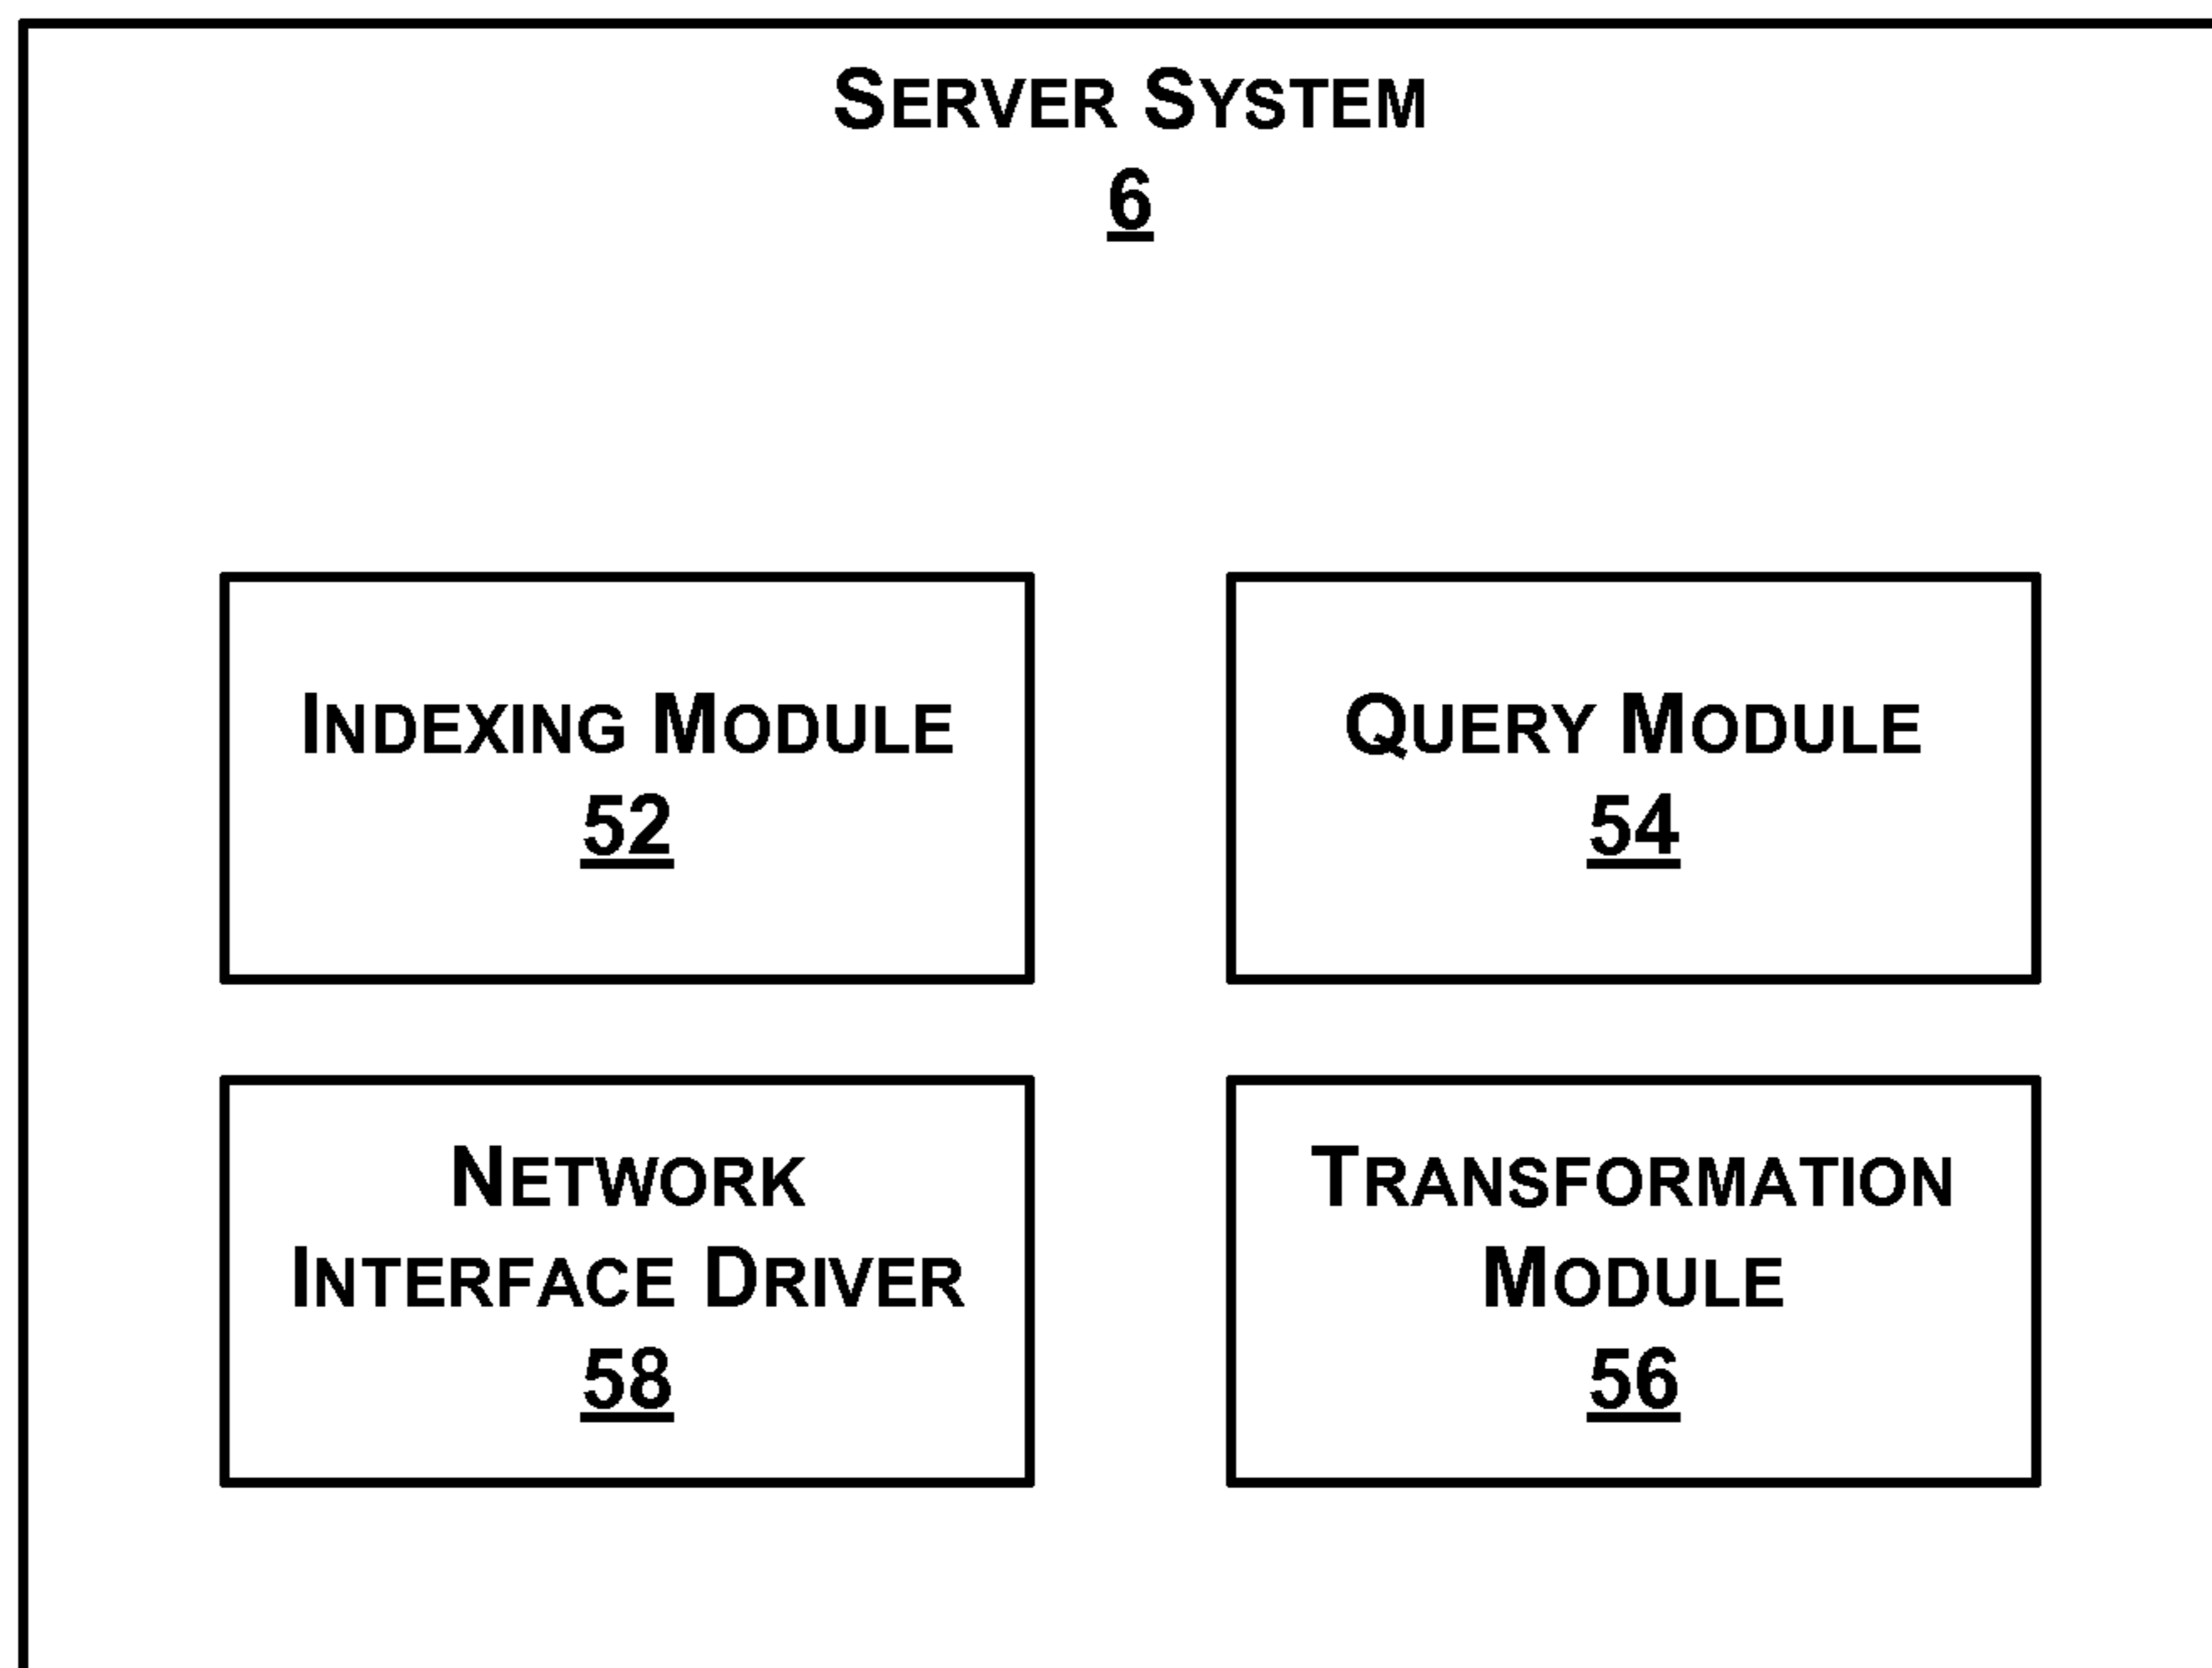 SERVER SYSTEM
6
INDEXING MODULE
52
QUERY MODULE
54
NETWORK
INTERFACE DRIVER
58
TRANSFORMATION
MODULE
56